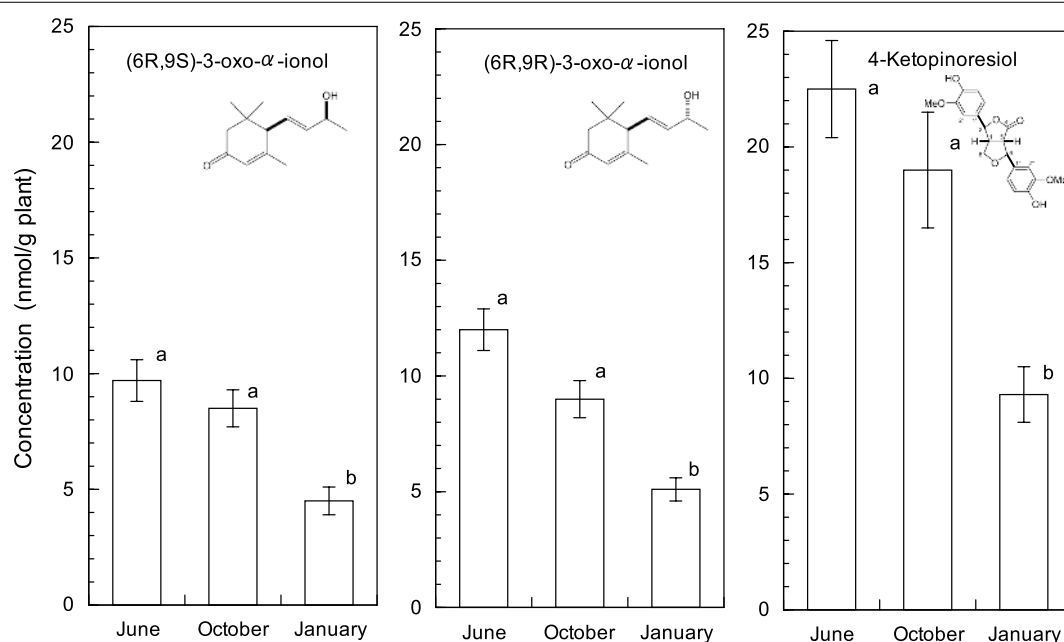 Concentration (nmol/g plant)
(6R,9S)-3-oxo-α-ionol
OH
O
25
20
15
10
5
0
a
a
b
June October January
(6R,9R)-3-oxo-α-ionol
OH
O
25
20
15
10
5
0
a
a
b
June October January
4-Ketopinoresiol
HO
MeO
O
O
H H
O
OMe
OH
25
20
15
10
5
0
a
a
b
June October January